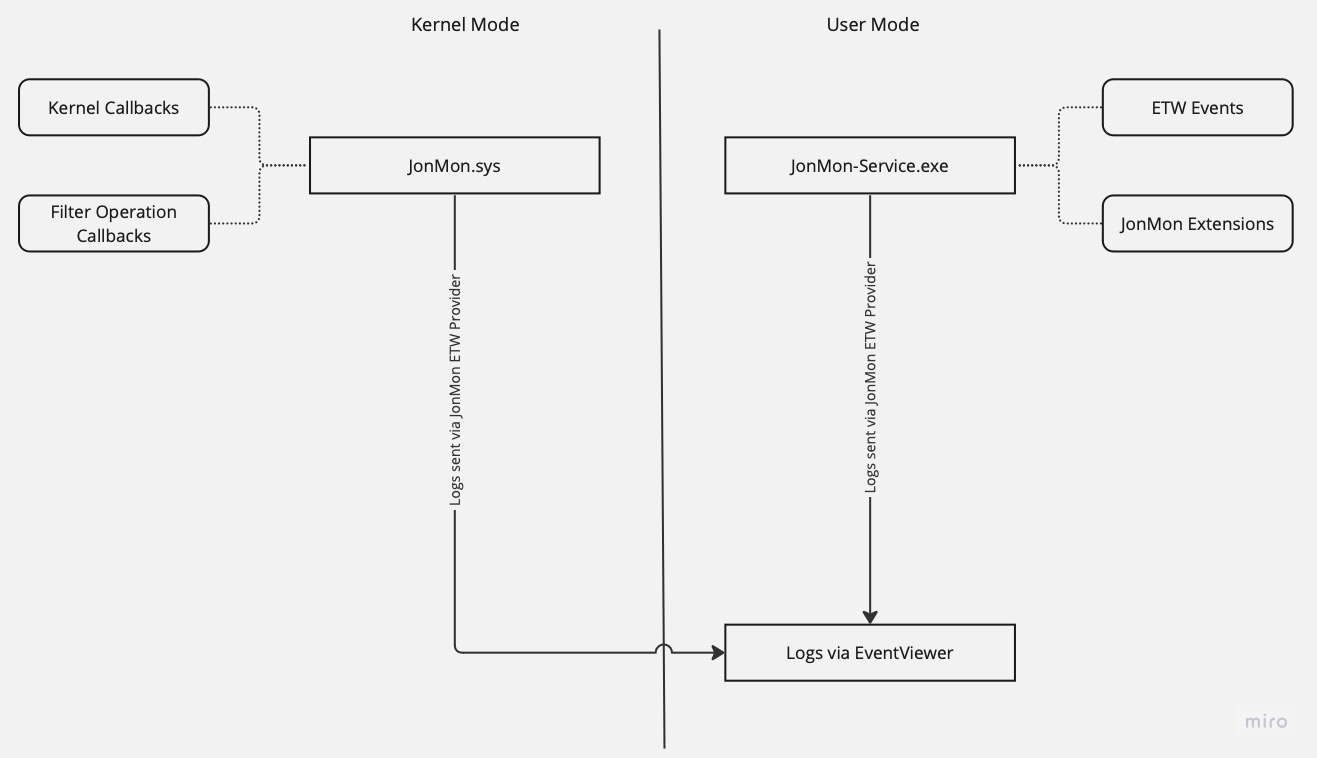 Kernel Mode
User Mode
Kernel Callbacks
ETW Events
JonMon.sys
JonMon-Service.exe
Filter Operation
Callbacks
JonMon Extensions
Logs sent via JonMon ETW Provider
Logs sent via JonMon ETW Provider
Logs via EventViewer
miro